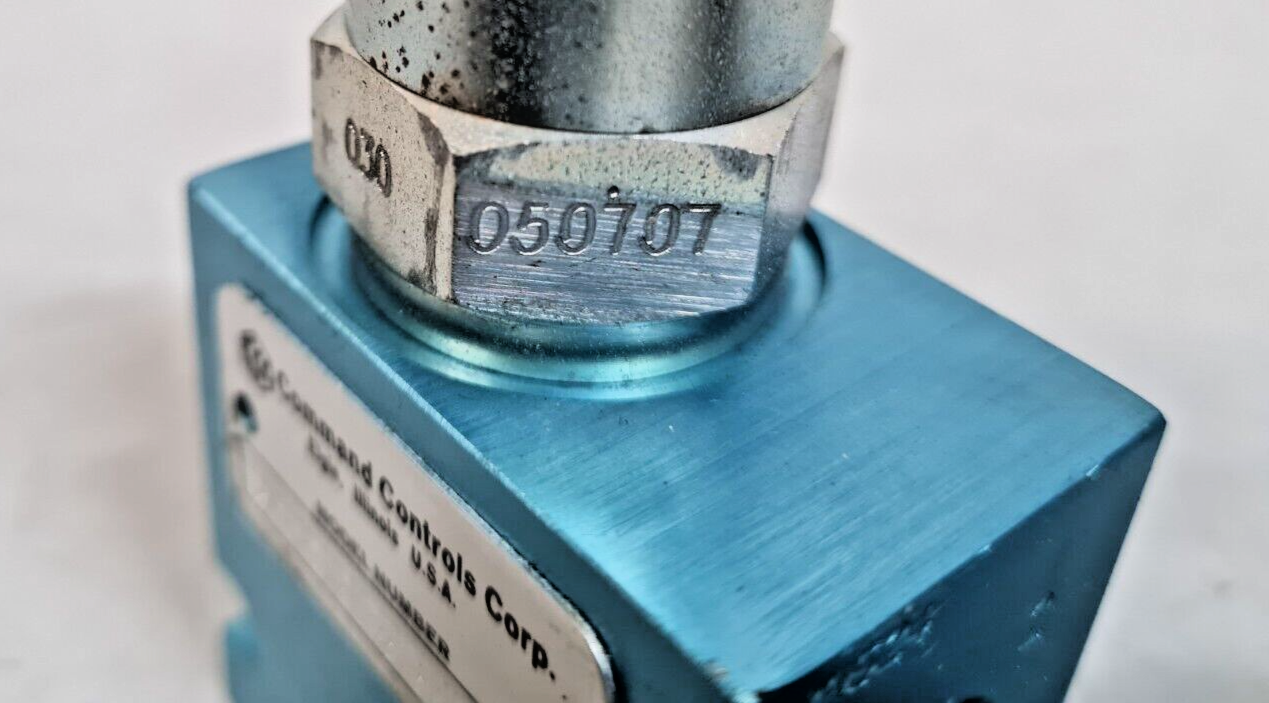 030
050707
Command Controls Corp.
Elgin, Illinois U.S.A.
MODEL NUMBER